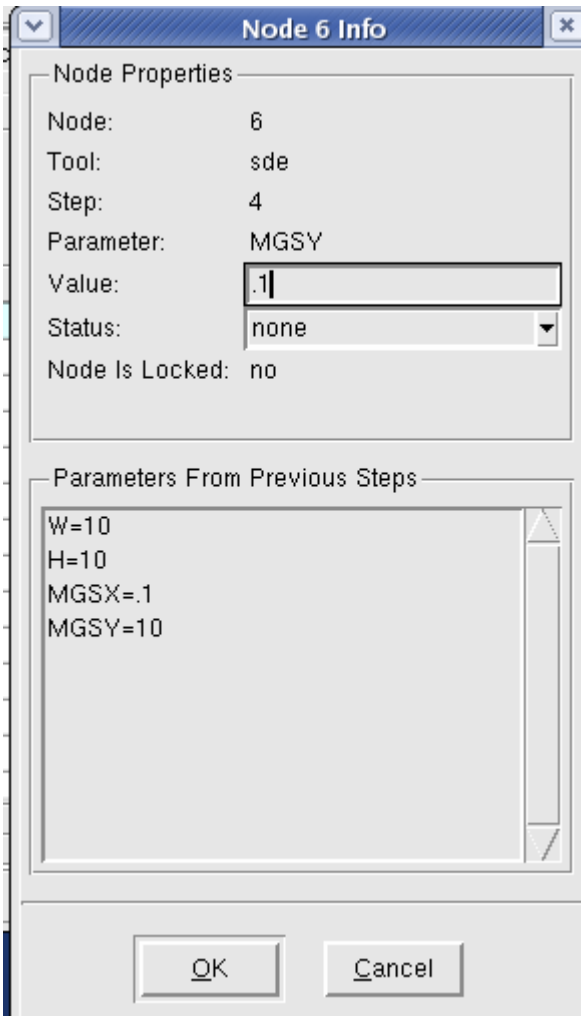 Node 6 Info
Node Properties
Node: 6
Tool: sde
Step: 4
Parameter: MGSY
Value: .1
Status: none
Node Is Locked: no
Parameters From Previous Steps
W=10
H=10
MGSX=.1
MGSY=10
OK
Cancel